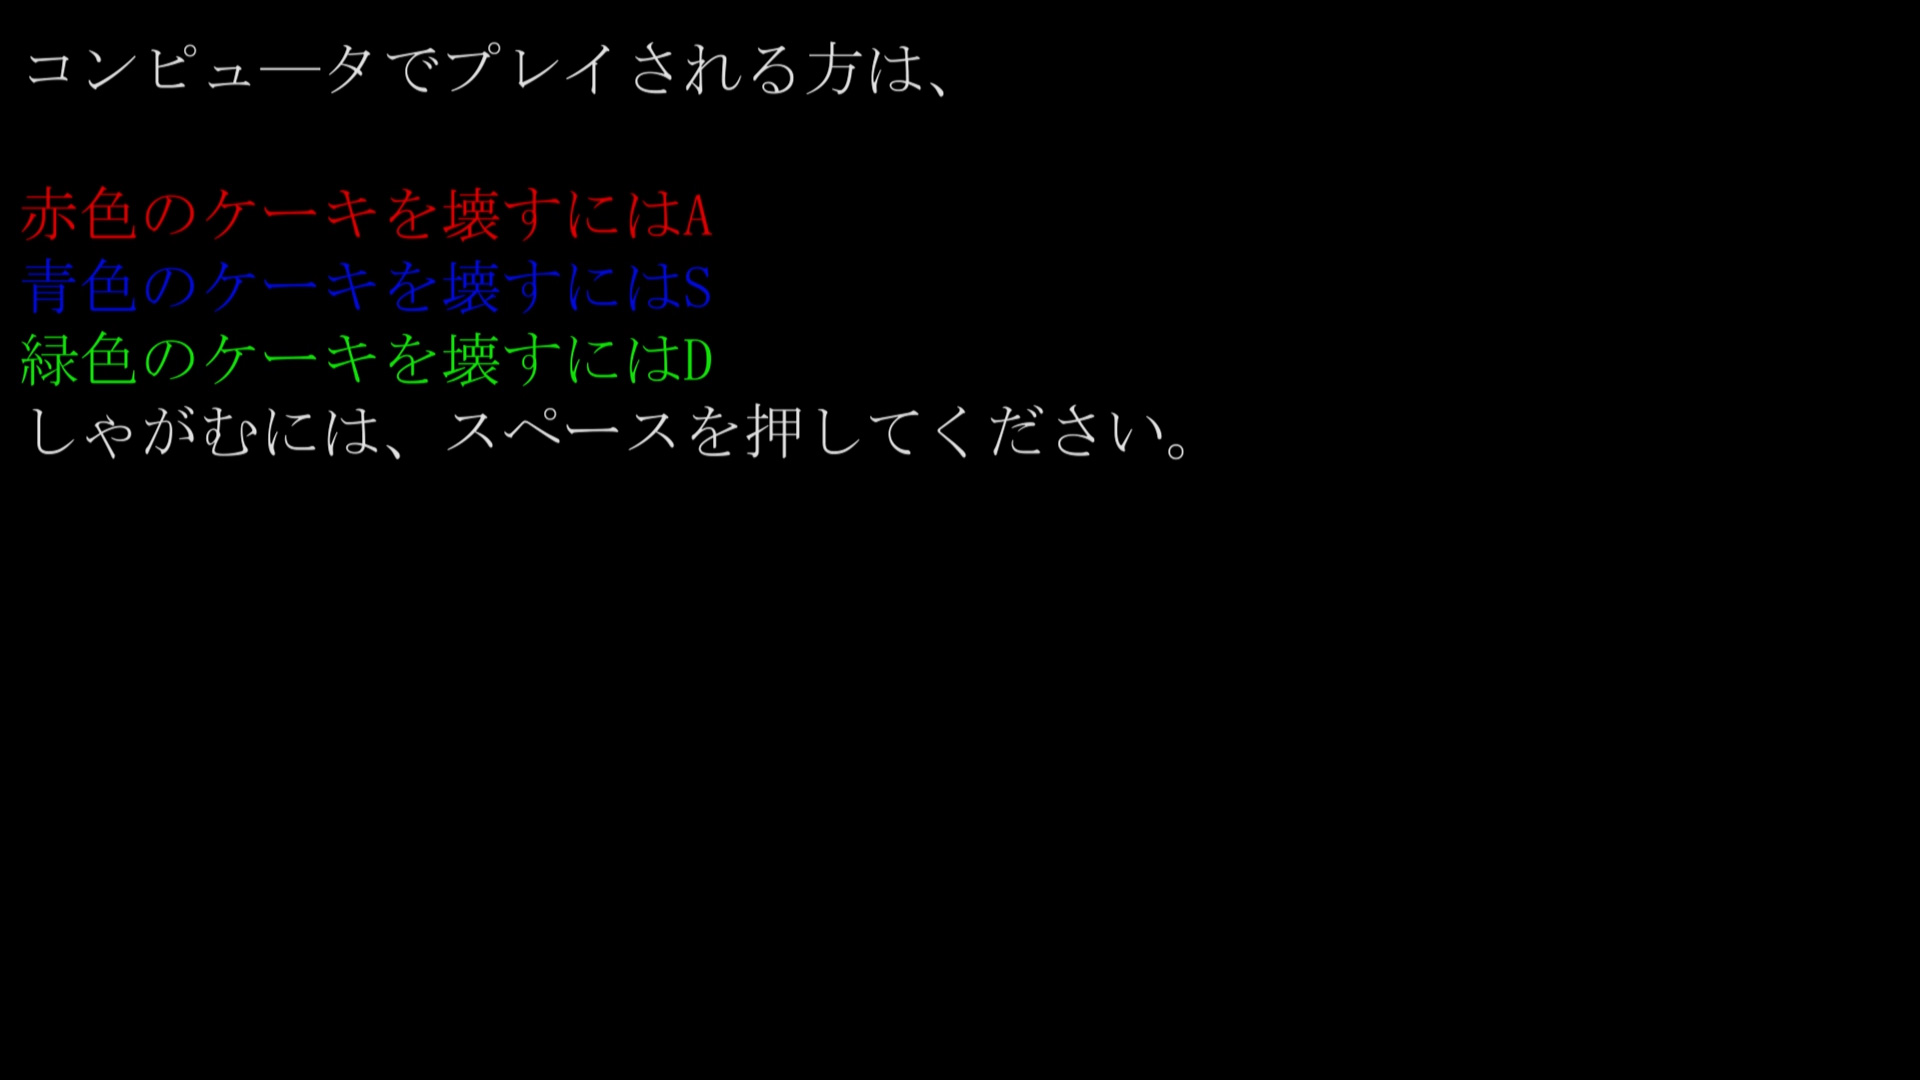 コンピュ―タでプレイされる方は、
赤色のケーキを壊すにはA
青色のケーキを壊すにはS
緑色のケーキを壊すにはD
しゃがむには、スペースを押してください。